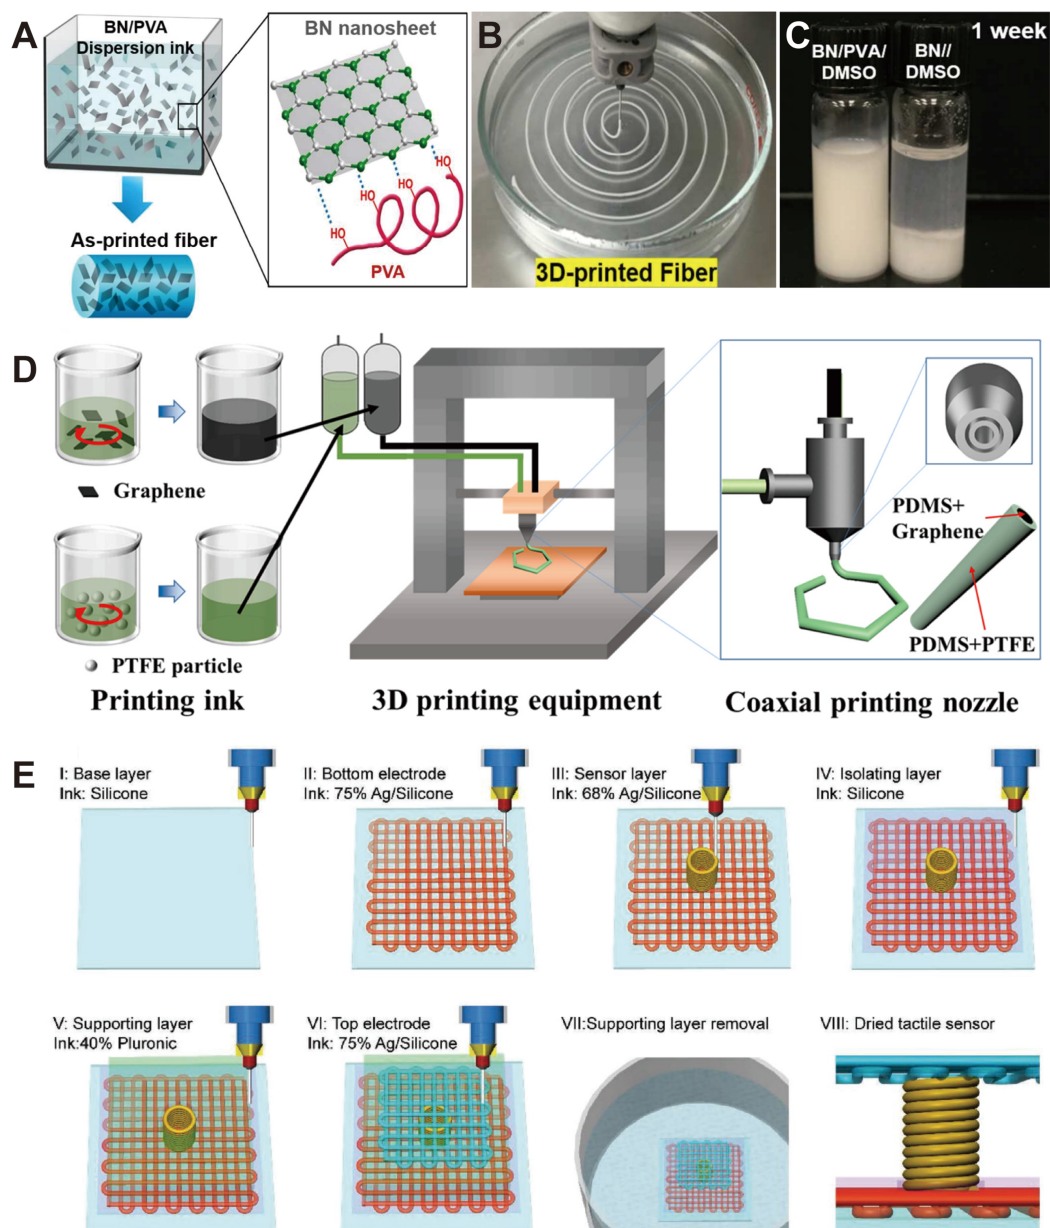 A
BN/PVA
Dispersion ink
As-printed fiber
BN nanosheet
HO
HO
HO
HO
PVA
B
3D-printed Fiber
C
1 week
BN/PVA/
DMSO
BN//
DMSO
D
Graphene
PTFE particle
Printing ink
3D printing equipment
PDMS+
Graphene
PDMS+PTFE
Coaxial printing nozzle
E
I: Base layer
Ink: Silicone
II: Bottom electrode
Ink: 75% Ag/Silicone
III: Sensor layer
Ink: 68% Ag/Silicone
IV: Isolating layer
Ink: Silicone
V: Supporting layer
Ink:40% Pluronic
VI: Top electrode
Ink: 75% Ag/Silicone
VII:Supporting layer removal
VIII: Dried tactile sensor